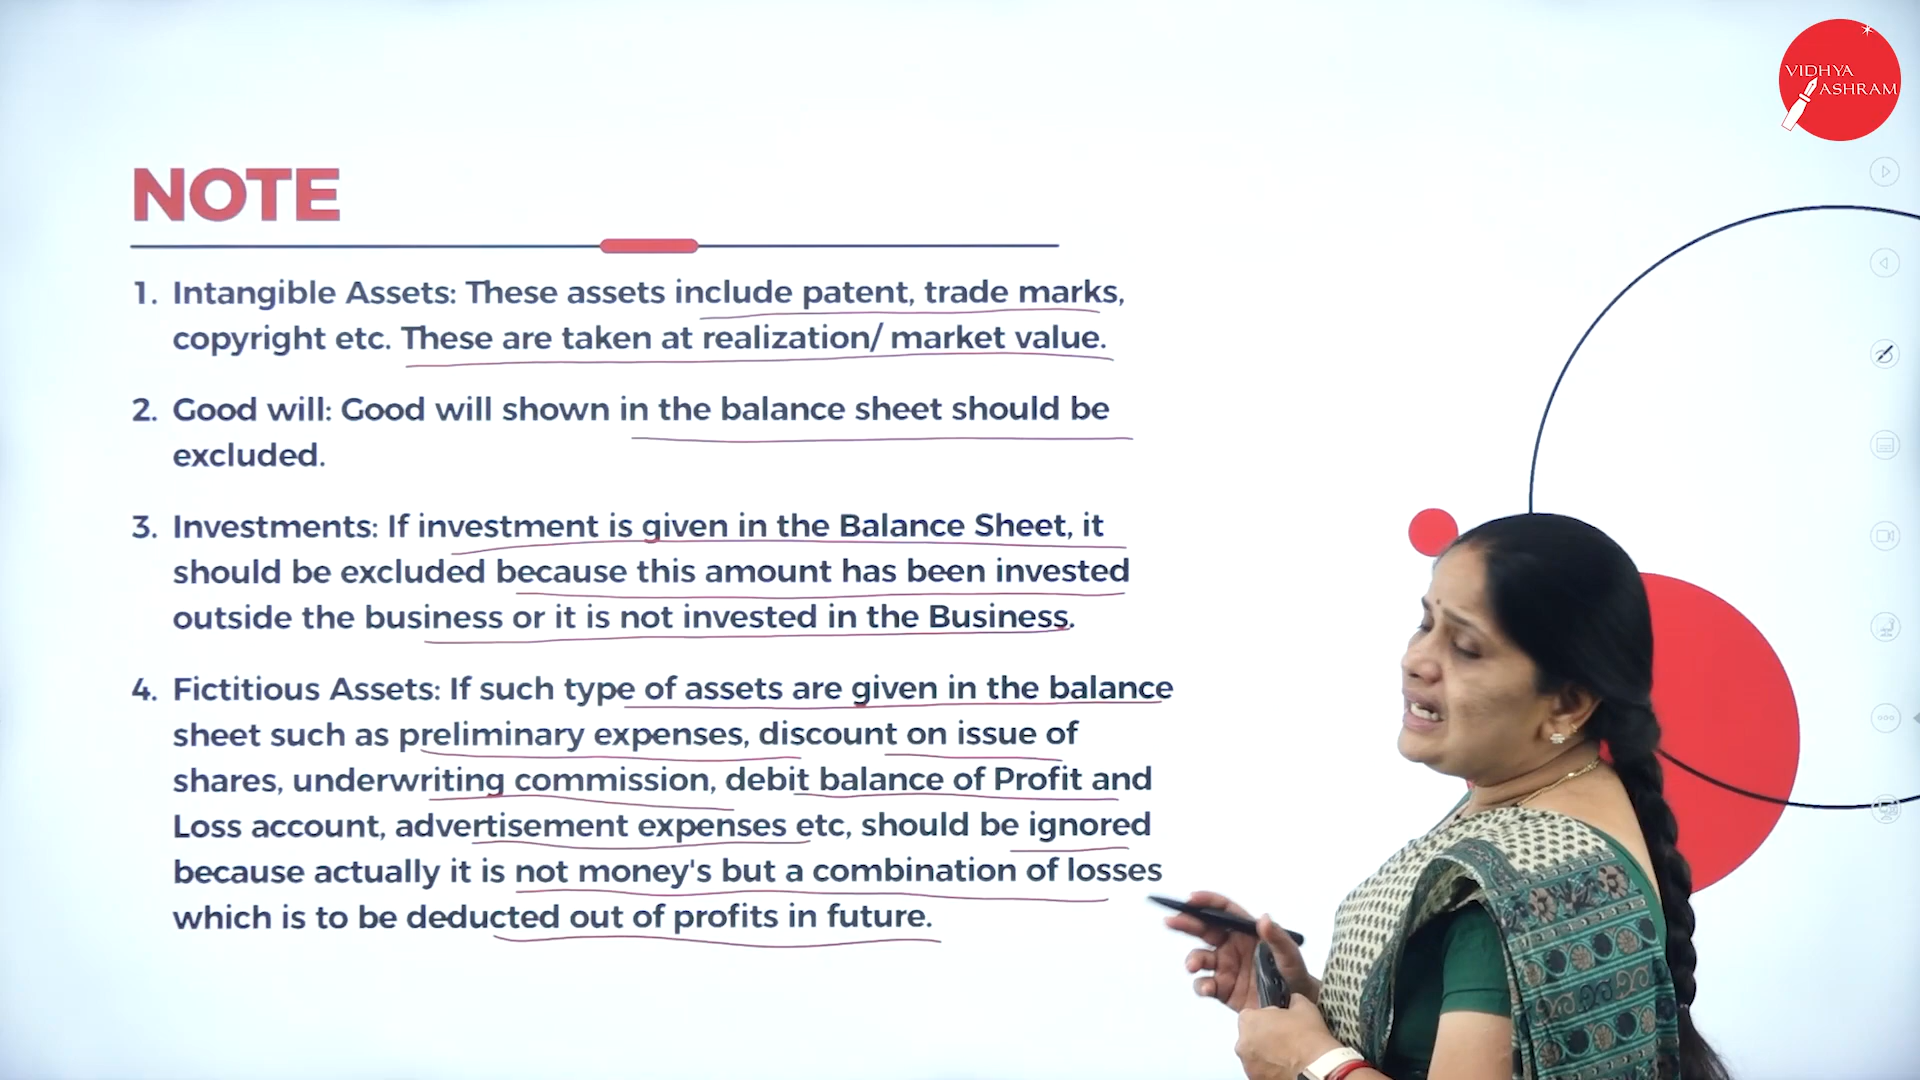 VIDHYA
ASHRAM
NOTE
1. Intangible Assets: These assets include patent, trade marks,
copyright etc. These are taken at realization/ market value.
2. Good will: Good will shown in the balance sheet should be
excluded.
3. Investments: If investment is given in the Balance Sheet, it
should be excluded because this amount has been invested
outside the business or it is not invested in the Business.
4. Fictitious Assets: If such type of assets are given in the balance
sheet such as preliminary expenses, discount on issue of
shares, underwriting commission, debit balance of Profit and
Loss account, advertisement expenses etc, should be ignored
because actually it is not money's but a combination of losses
which is to be deducted out of profits in future.